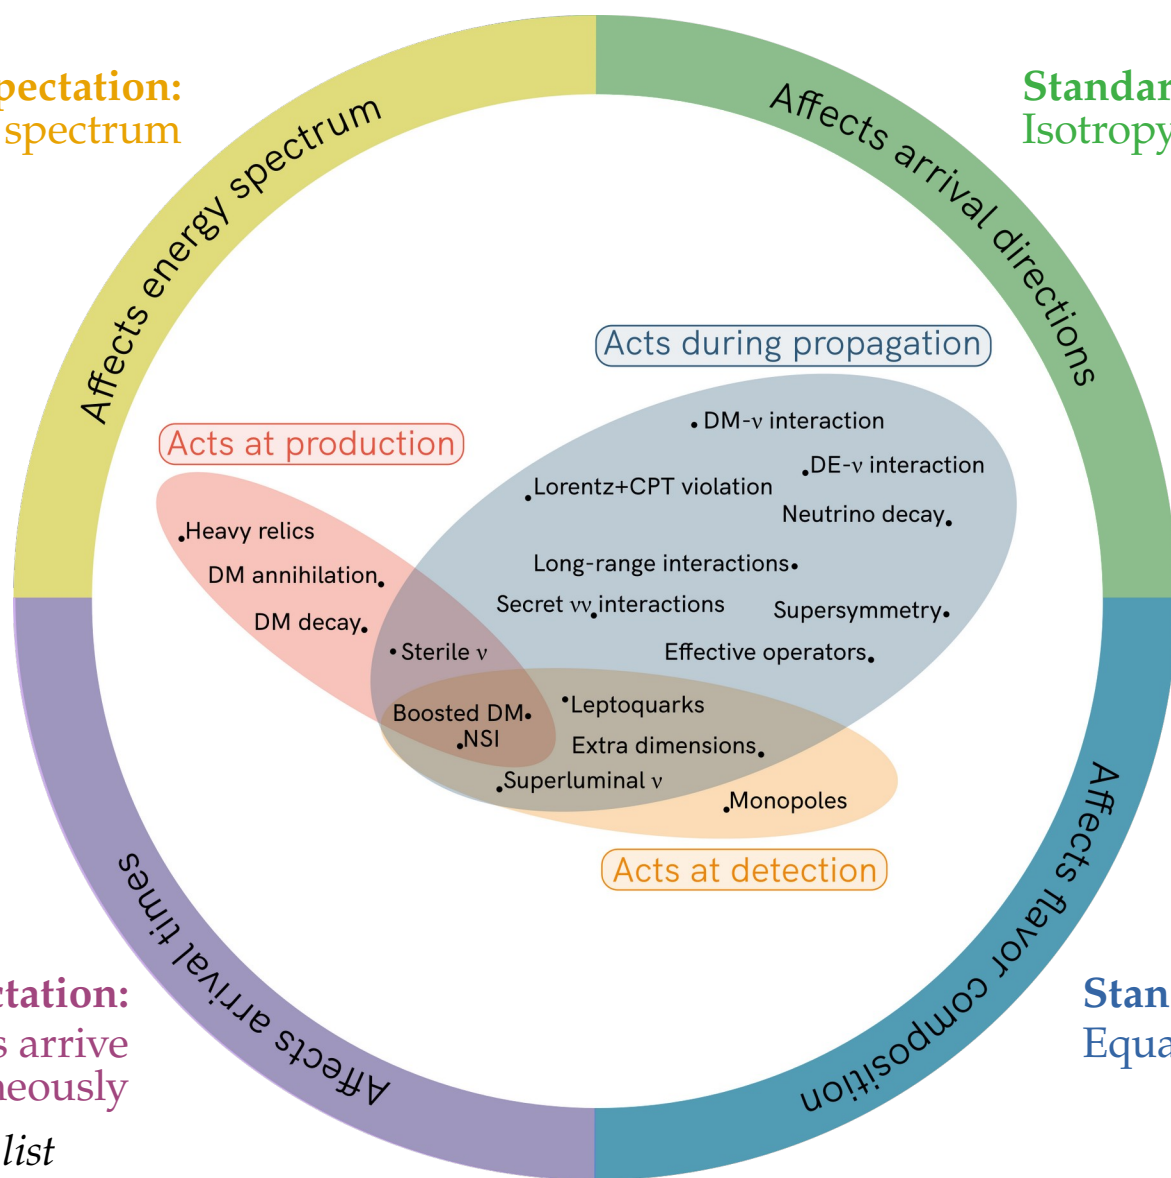 spectrum
Standar
Isotropy
Affects energy spectrum
Affects arrival directions
Acts during propagation
DM-ν interaction
DE-ν interaction
Lorentz+CPT violation
Neutrino decay
Long-range interactions
Secret νν interactions
Supersymmetry
Effective operators
Acts at production
Heavy relics
DM annihilation
DM decay
Sterile ν
Boosted DM
NSI
Leptoquarks
Extra dimensions
Superluminal ν
Monopoles
Acts at detection
Affects arrival times
Affects flavor composition
pectation:
ctation:
s arrive
neously
list
Stan
Equa